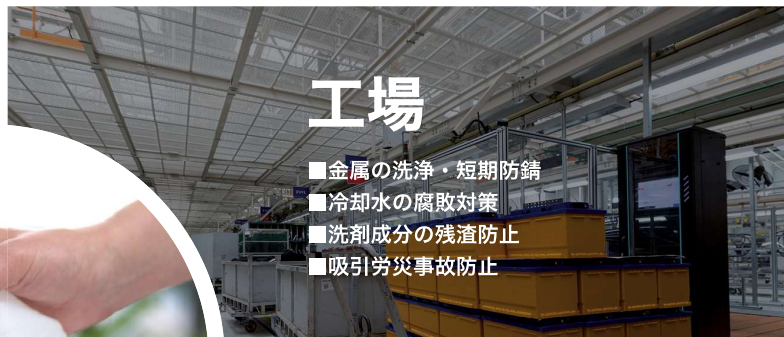 工場
■金属の洗浄・短期防錆
■冷却水の腐敗対策
■洗剤成分の残渣防止
■吸引労災事故防止